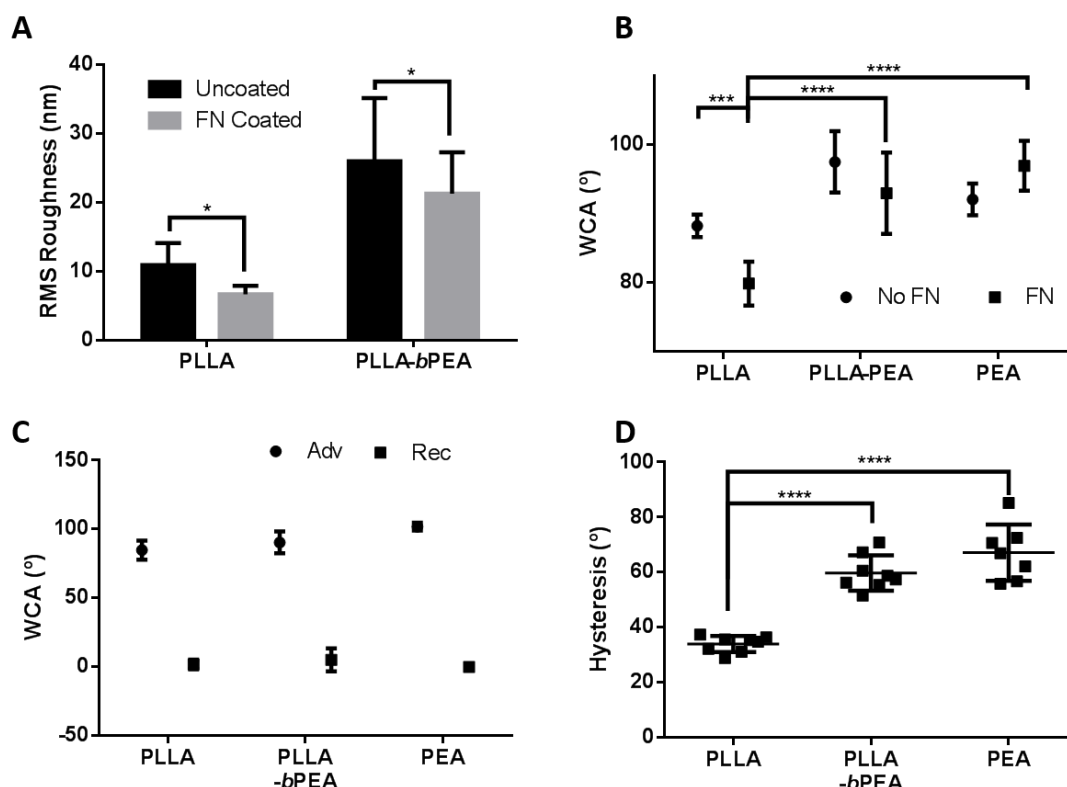 A
RMS Roughness (nm)
40
30
20
10
0
Uncoated
FN Coated
*
*
PLLA
PLLA-bPEA
B
WCA (º)
100
80
***
****
****
No FN
FN
PLLA
PLLA-PEA
PEA
C
WCA (º)
150
100
50
0
-50
Adv
Rec
PLLA
PLLA
-bPEA
PEA
D
Hysteresis (º)
100
80
60
40
20
0
****
****
PLLA
PLLA
-bPEA
PEA